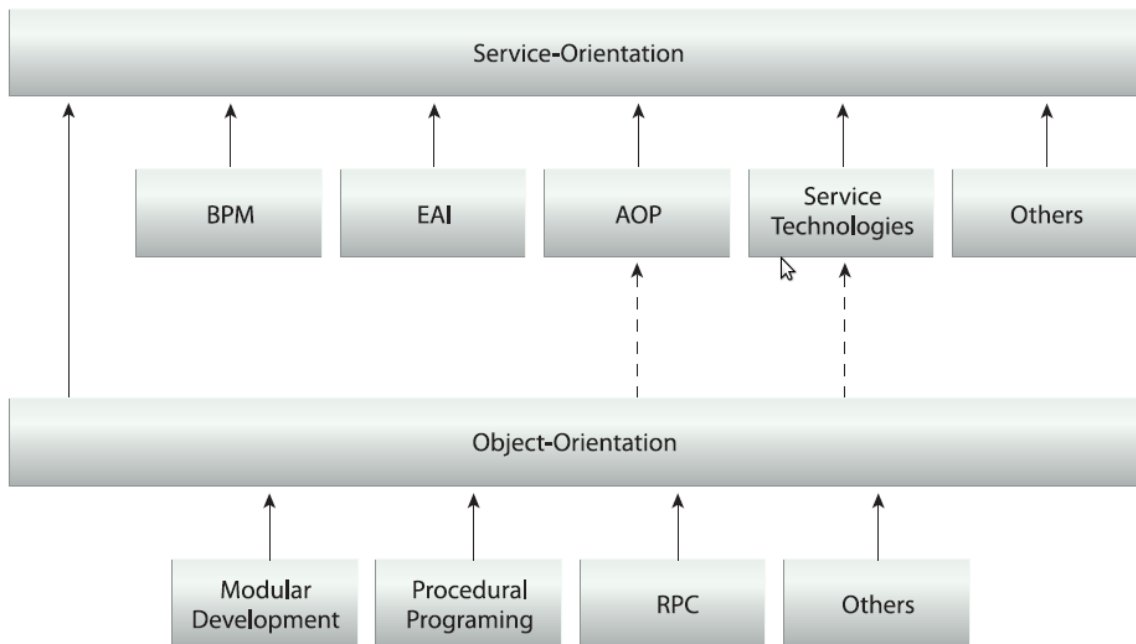 Service-Orientation
BPM
EAI
AOP
Service
Technologies
Others
Object-Orientation
Modular
Development
Procedural
Programing
RPC
Others